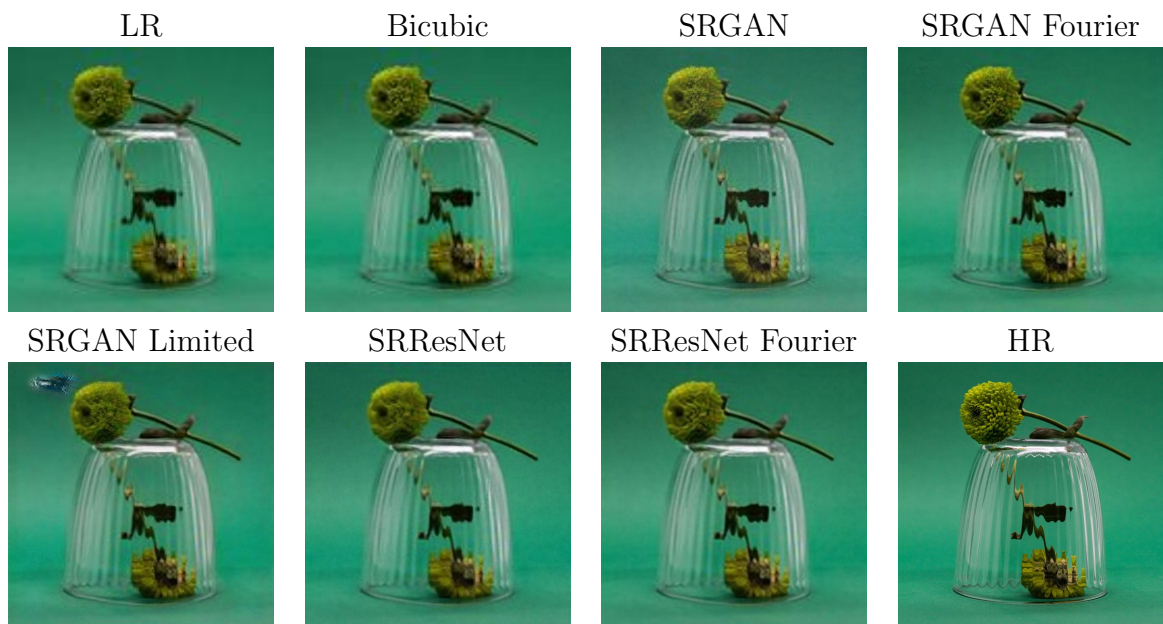 LR
Bicubic
SRGAN
SRGAN Fourier
SRGAN Limited
SRResNet
SRResNet Fourier
HR